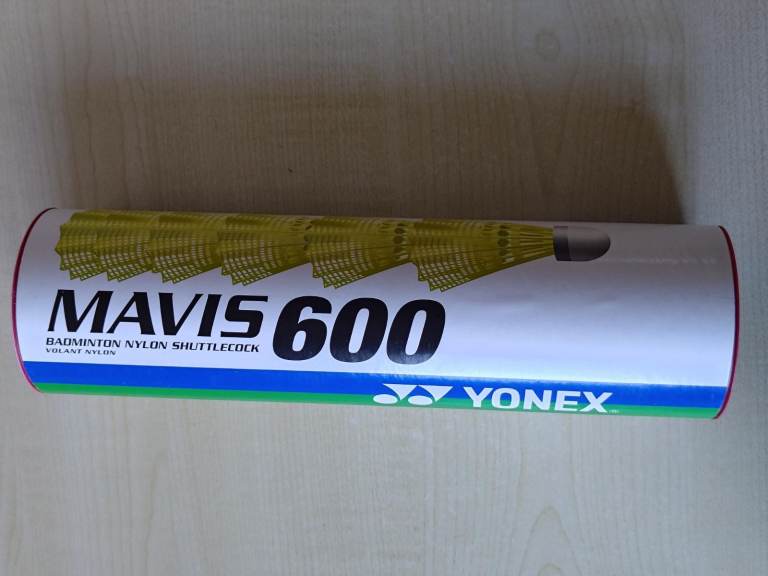 MAVIS 600
BADMINTON NYLON SHUTTLECOCK
VOLANT NYLON
YONEX